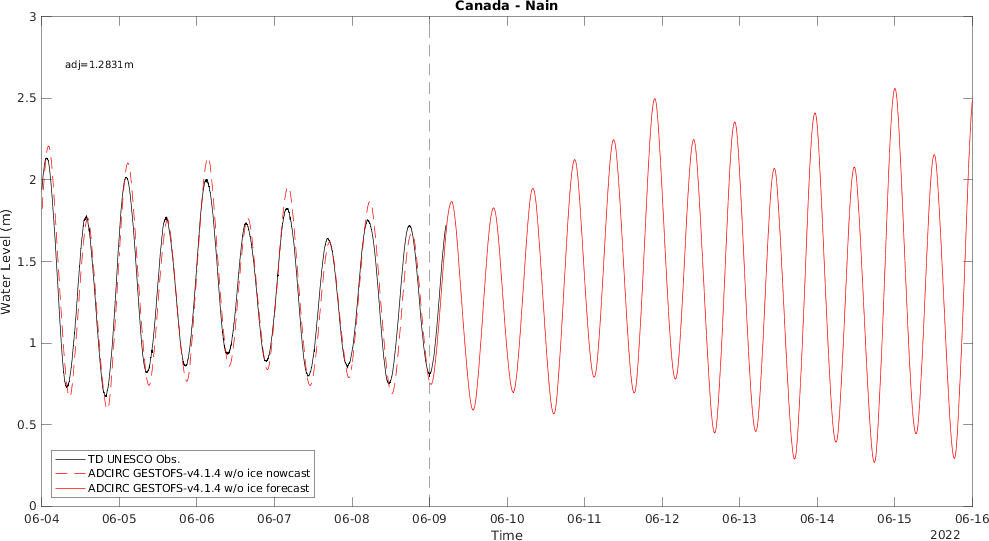 Canada - Nain
adj=1.2831m
Water Level (m)
3
2.5
2
1.5
1
0.5
0
TD UNESCO Obs.
ADCIRC GESTOFS-v4.1.4 w/o ice nowcast
ADCIRC GESTOFS-v4.1.4 w/o ice forecast
06-04 06-05 06-06 06-07 06-08 06-09 06-10 06-11 06-12 06-13 06-14 06-15 06-16
Time
2022